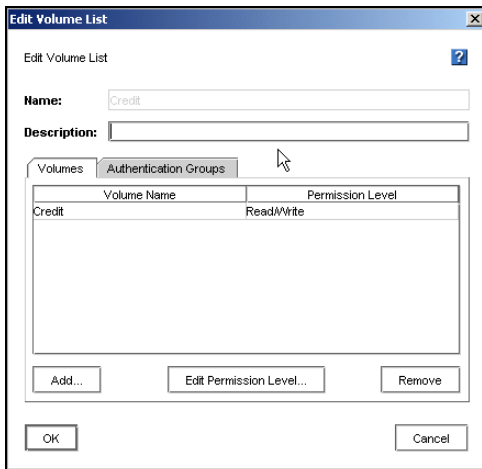 Edit Volume List
Edit Volume List
?
Name: Credit
Description:
Volumes Authentication Groups
Volume Name Permission Level
Credit Read/Write
Add... Edit Permission Level... Remove
OK Cancel